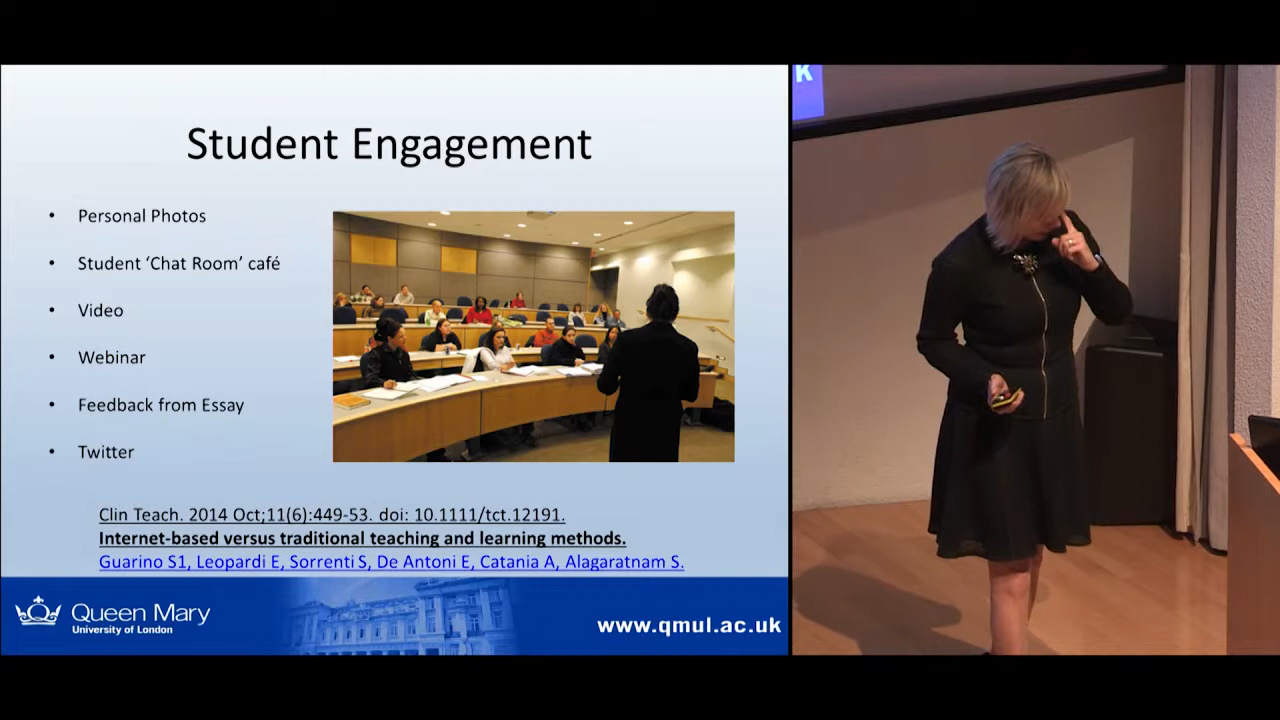 Student Engagement
• Personal Photos
• Student ‘Chat Room’ café
• Video
• Webinar
• Feedback from Essay
• Twitter
Clin Teach. 2014 Oct;11(6):449-53. doi: 10.1111/tct.12191.
Internet-based versus traditional teaching and learning methods.
Guarino S1, Leopardi E, Sorrenti S, De Antoni E, Catania A, Alagaratnam S.
Queen Mary
University of London
www.qmul.ac.uk
k